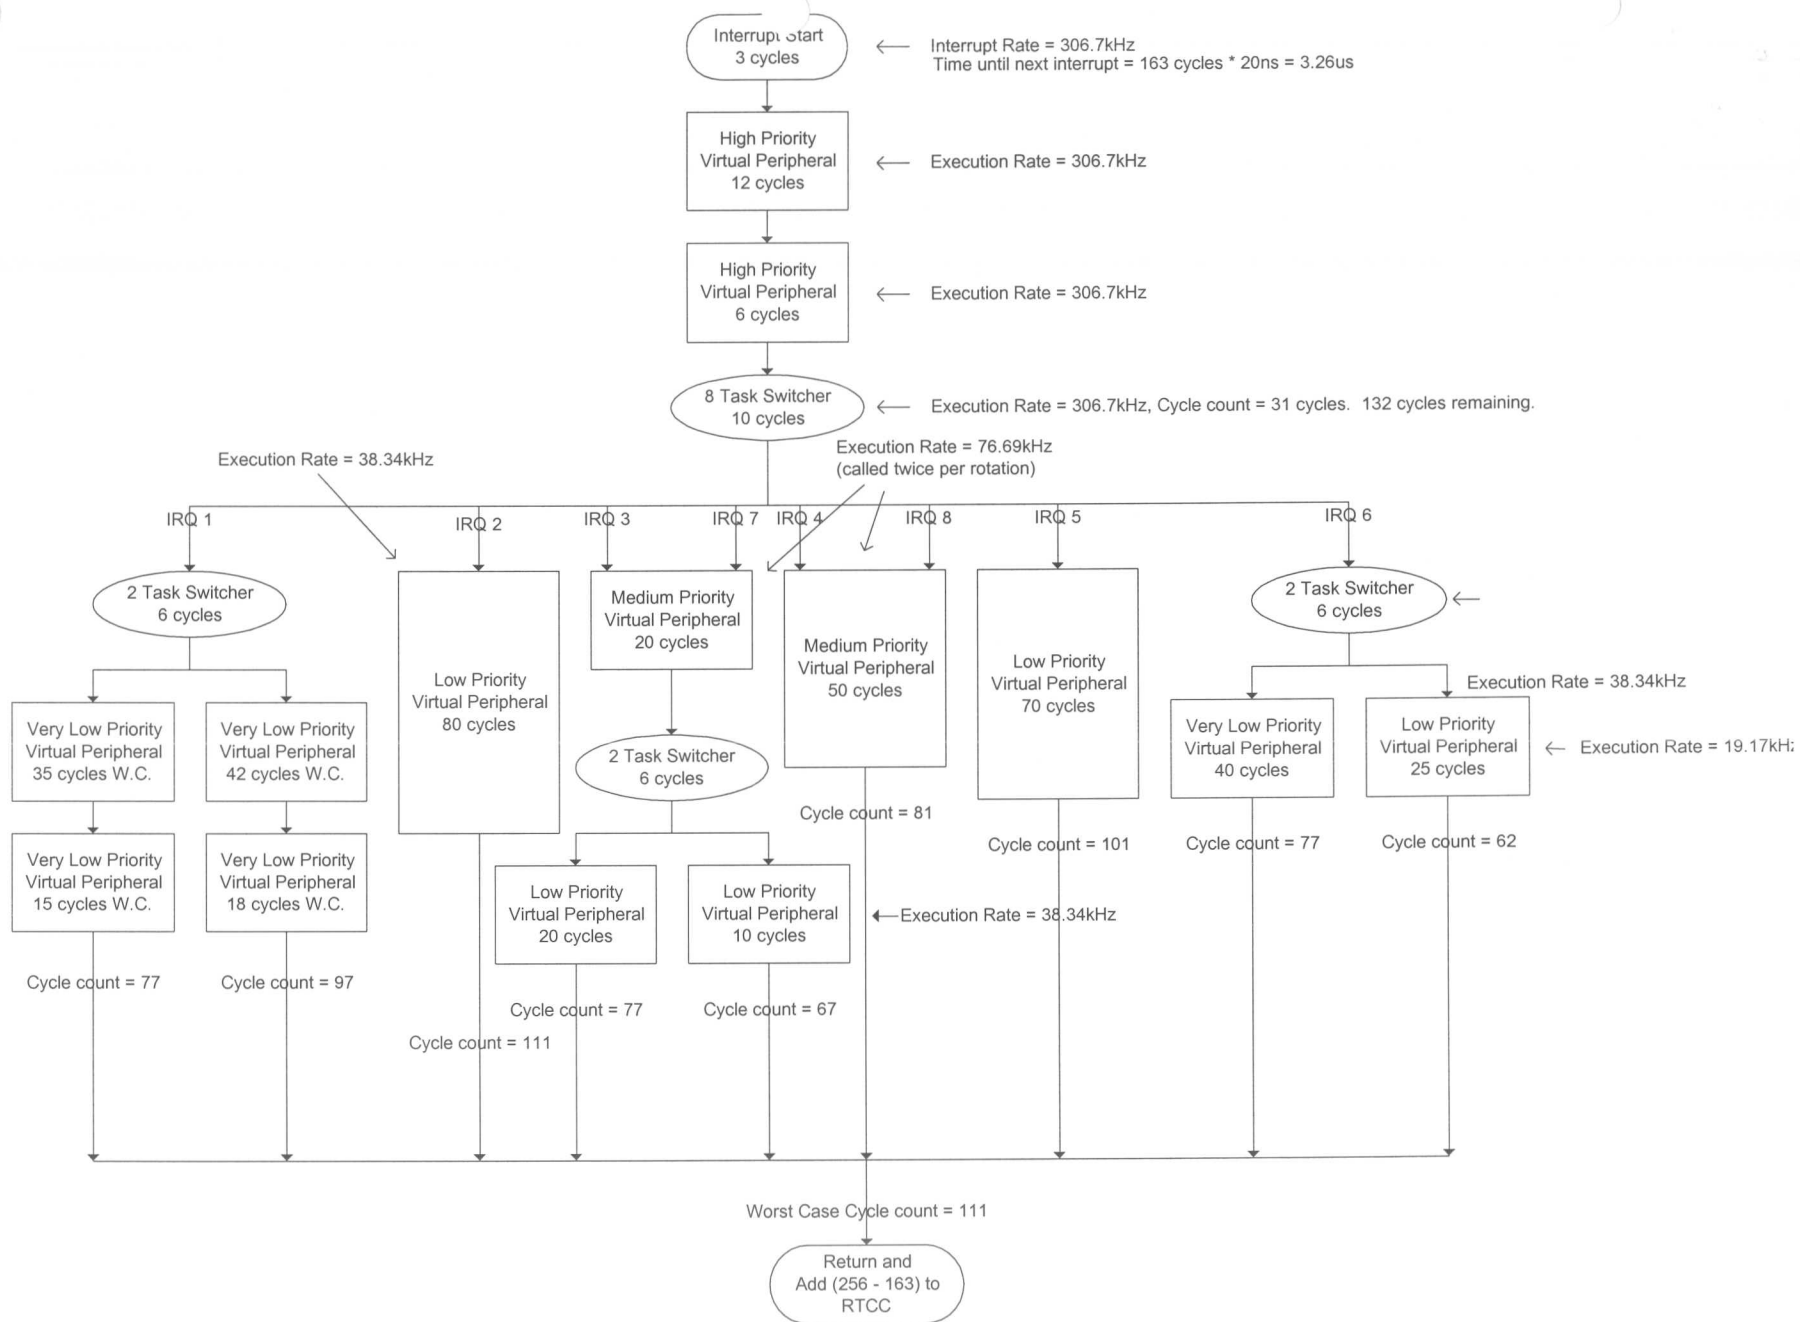 Interrupt Start
3 cycles
Interrupt Rate = 306.7kHz
Time until next interrupt = 163 cycles * 20ns = 3.26us
High Priority
Virtual Peripheral
12 cycles
Execution Rate = 306.7kHz
High Priority
Virtual Peripheral
6 cycles
Execution Rate = 306.7kHz
8 Task Switcher
10 cycles
Execution Rate = 306.7kHz, Cycle count = 31 cycles. 132 cycles remaining.
Execution Rate = 38.34kHz
Execution Rate = 76.69kHz
(called twice per rotation)
IRQ 1
IRQ 2
IRQ 3
IRQ 7
IRQ 4
IRQ 8
IRQ 5
IRQ 6
2 Task Switcher
6 cycles
Very Low Priority
Virtual Peripheral
35 cycles W.C.
Very Low Priority
Virtual Peripheral
42 cycles W.C.
Very Low Priority
Virtual Peripheral
15 cycles W.C.
Very Low Priority
Virtual Peripheral
18 cycles W.C.
Cycle count = 77
Cycle count = 97
Low Priority
Virtual Peripheral
80 cycles
Cycle count = 111
Medium Priority
Virtual Peripheral
20 cycles
2 Task Switcher
6 cycles
Low Priority
Virtual Peripheral
20 cycles
Low Priority
Virtual Peripheral
10 cycles
Execution Rate = 38.34kHz
Cycle count = 77
Cycle count = 67
Medium Priority
Virtual Peripheral
50 cycles
Cycle count = 81
Low Priority
Virtual Peripheral
70 cycles
Cycle count = 101
2 Task Switcher
6 cycles
Execution Rate = 38.34kHz
Very Low Priority
Virtual Peripheral
40 cycles
Low Priority
Virtual Peripheral
25 cycles
Execution Rate = 19.17kHz
Cycle count = 77
Cycle count = 62
Worst Case Cycle count = 111
Return and
Add (256 - 163) to
RTCC